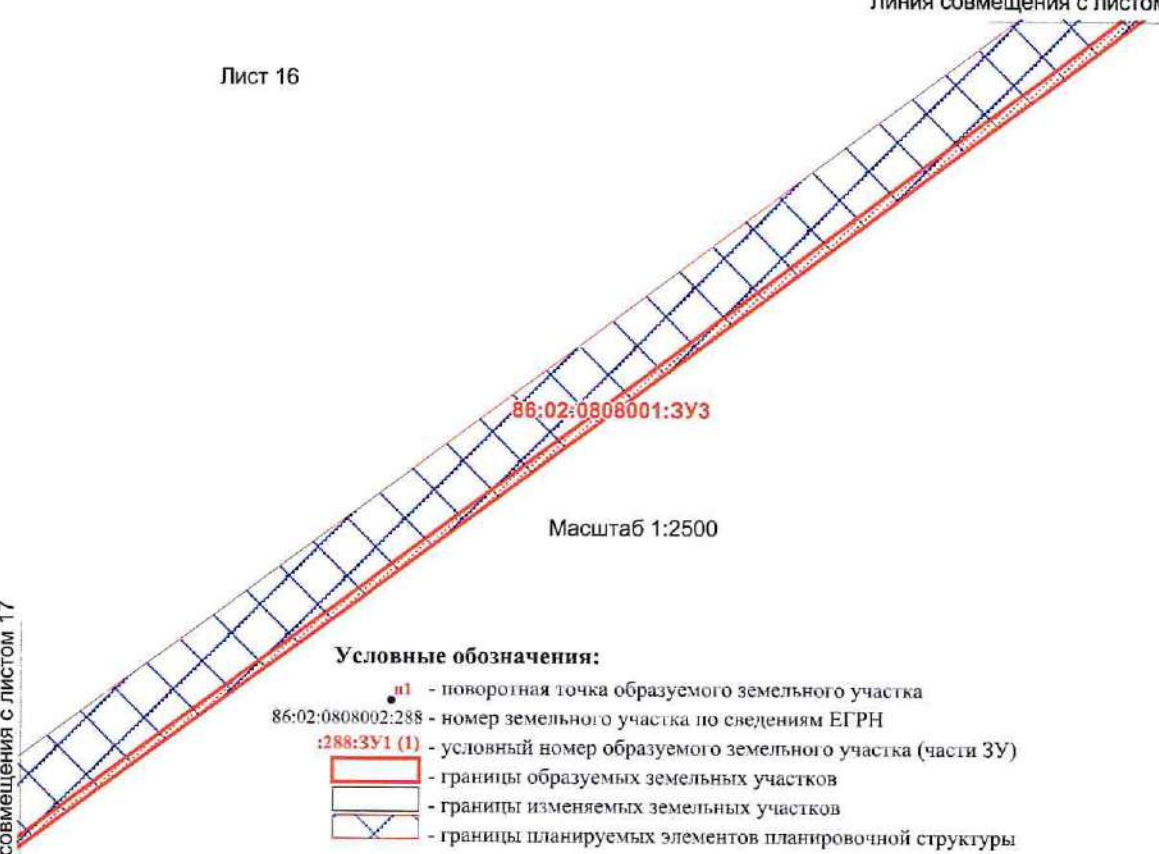 Линия совмещения с листом
Лист 16
86:02:0808001:ЗУ3
Масштаб 1:2500
совмещения с листом 17
Условные обозначения:
н1 - поворотная точка образуемого земельного участка
86:02:0808002:288 - номер земельного участка по сведениям ЕГРН
:288:ЗУ1 (1) - условный номер образуемого земельного участка (части ЗУ)
- границы образуемых земельных участков
- границы изменяемых земельных участков
- границы планируемых элементов планировочной структуры